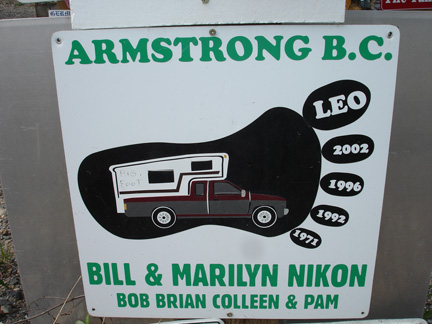 ARMSTRONG B.C.
LEO
2002
1996
1992
1971
BILL & MARILYN NIKON
BOB BRIAN COLLEEN & PAM